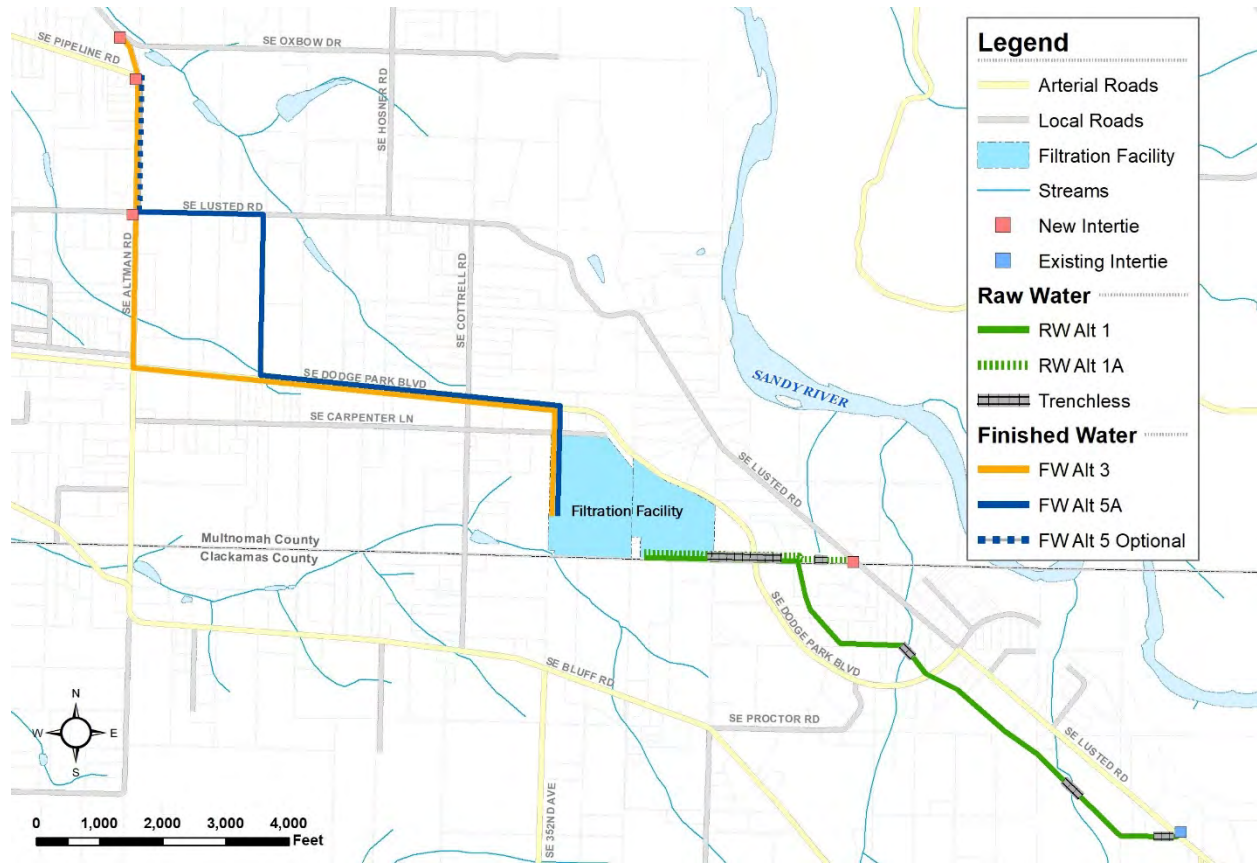 SE OXBOW DR
SE PIPELINE RD
SE HOSNER RD
SE LUSTED RD
SE ALTMAN RD
SE COTTRELL RD
SE DODGE PARK BLVD
SE CARPENTER LN
SANDY RIVER
SE LUSTED RD
Filtration Facility
Multnomah County
Clackamas County
SE DODGE PARK BLVD
SE BLUFF RD
SE PROCTOR RD
SE LUSTED RD
SE 352ND AVE
N
W
E
S
0 1,000 2,000 3,000 4,000
Feet
Legend
Arterial Roads
Local Roads
Filtration Facility
Streams
New Intertie
Existing Intertie
Raw Water
RW Alt 1
RW Alt 1A
Trenchless
Finished Water
FW Alt 3
FW Alt 5A
FW Alt 5 Optional